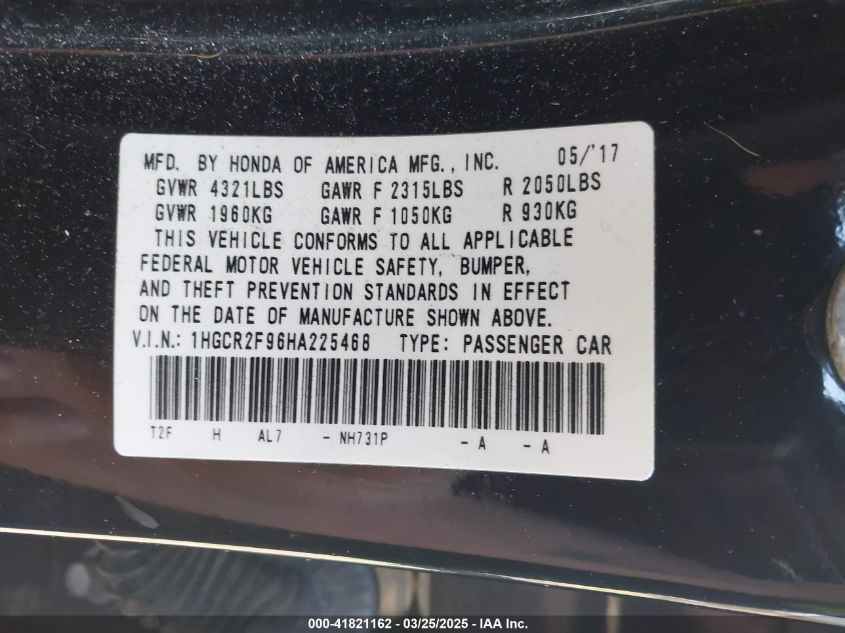 MFD. BY HONDA OF AMERICA MFG., INC. 05/'17
GVWR 4321LBS GAWR F 2315LBS R 2050LBS
GVWR 1960KG GAWR F 1050KG R 930KG
THIS VEHICLE CONFORMS TO ALL APPLICABLE
FEDERAL MOTOR VEHICLE SAFETY, BUMPER,
AND THEFT PREVENTION STANDARDS IN EFFECT
ON THE DATE OF MANUFACTURE SHOWN ABOVE.
V.I.N.: 1HGCR2F96HA225468 TYPE: PASSENGER CAR
T2F H AL7 - NH731P - A - A
000-41821162 - 03/25/2025 - IAA Inc.